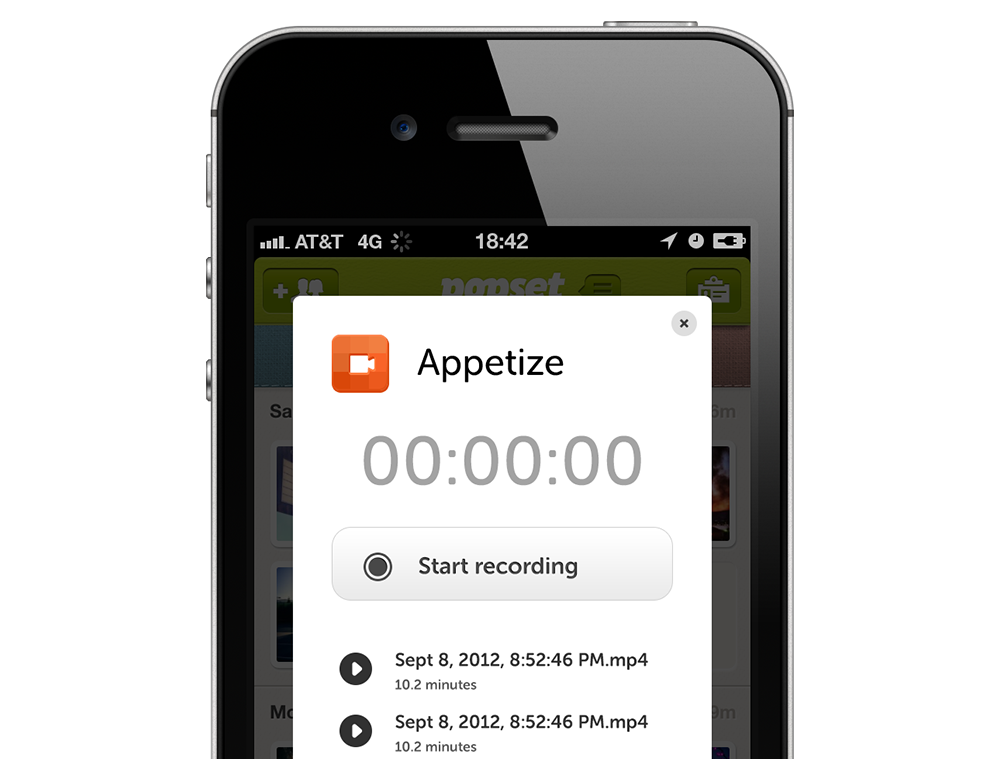 AT&T 4G 18:42
popset
Appetize
Sa
6m
00:00:00
Start recording
Sept 8, 2012, 8:52:46 PM.mp4
10.2 minutes
Mo
9m
Sept 8, 2012, 8:52:46 PM.mp4
10.2 minutes